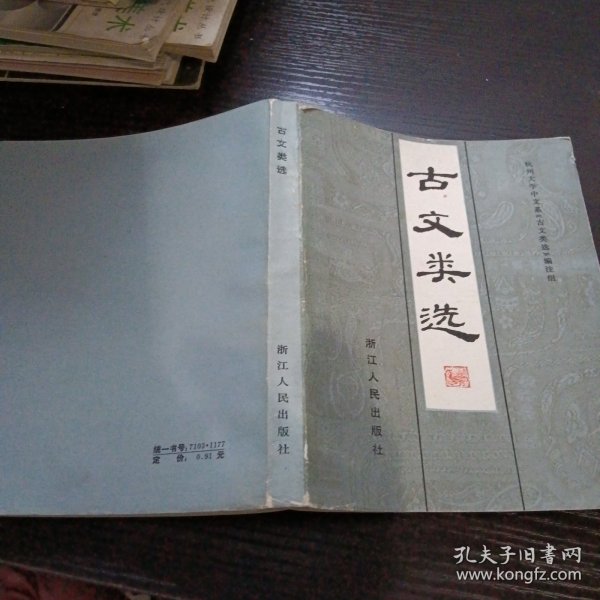 古文类选
杭州大学中文系《古文类选》编注组
浙江人民出版社
古文类选
浙江人民出版社
统一书号：7103·1177
定价：0.91元
孔夫子旧书网
www.kongfz.com